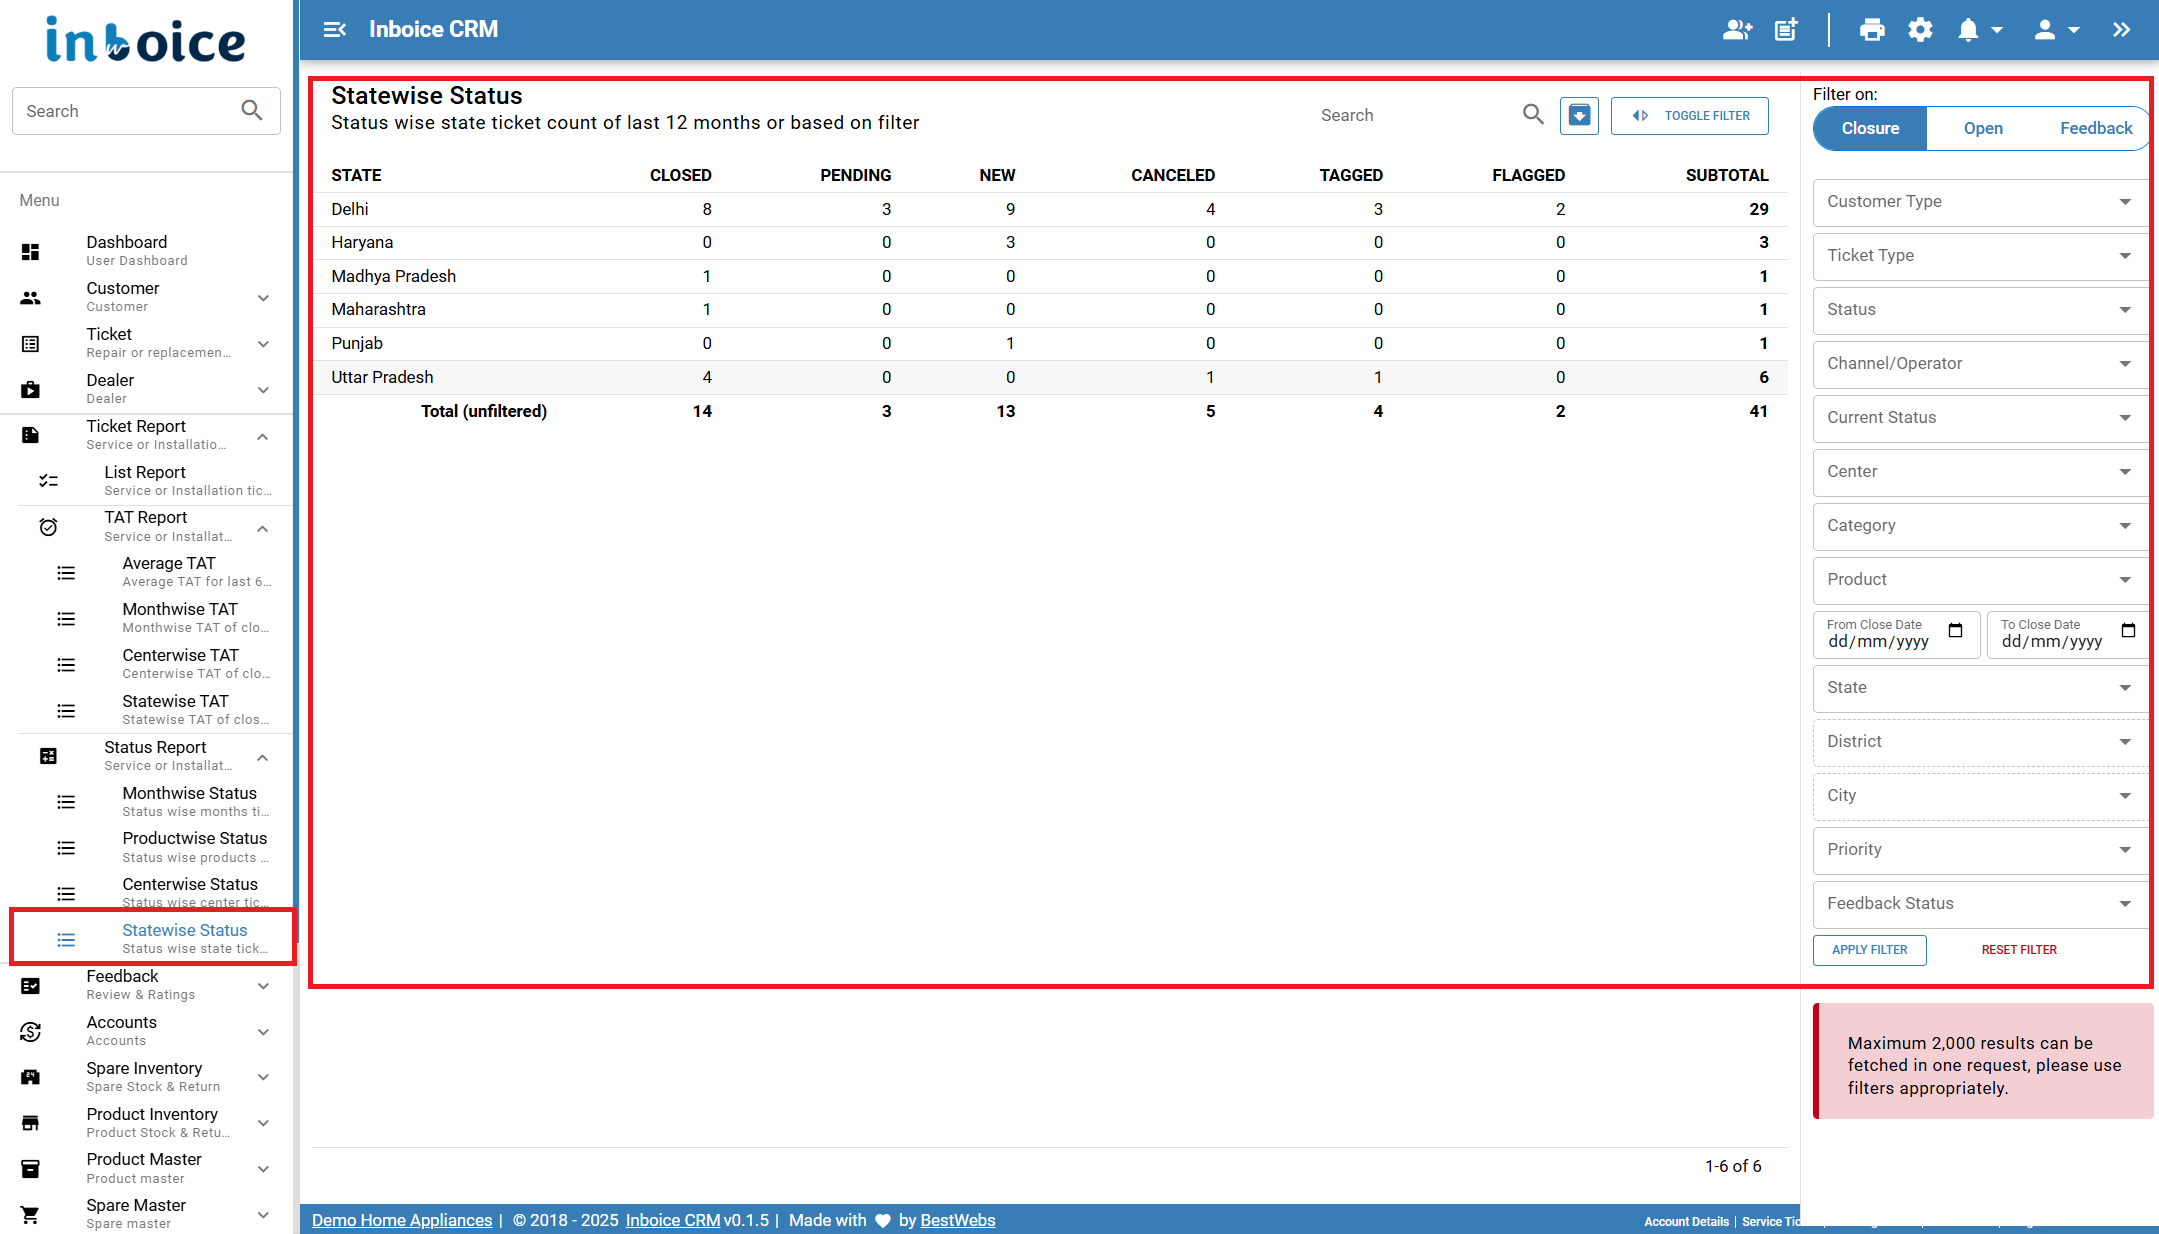 inboice
Search
Menu
Dashboard
User Dashboard
Customer
Customer
Ticket
Repair or replacemen...
Dealer
Dealer
Ticket Report
Service or Installatio...
List Report
Service or Installation tic...
TAT Report
Service or Installat...
Average TAT
Average TAT for last 6...
Monthwise TAT
Monthwise TAT of clo...
Centerwise TAT
Centerwise TAT of clo...
Statewise TAT
Statewise TAT of clos...
Status Report
Service or Installat...
Monthwise Status
Status wise months ti...
Productwise Status
Status wise products ...
Centerwise Status
Status wise center tic...
Statewise Status
Status wise state tick...
Feedback
Review & Ratings
Accounts
Accounts
Spare Inventory
Spare Stock & Return
Product Inventory
Product Stock & Retu...
Product Master
Product master
Spare Master
Spare master
Inboice CRM
Statewise Status
Status wise state ticket count of last 12 months or based on filter
Search
TOGGLE FILTER
STATE CLOSED PENDING NEW CANCELED TAGGED FLAGGED SUBTOTAL
Delhi 8 3 9 4 3 2 29
Haryana 0 0 3 0 0 0 3
Madhya Pradesh 1 0 0 0 0 0 1
Maharashtra 1 0 0 0 0 0 1
Punjab 0 0 1 0 0 0 1
Uttar Pradesh 4 0 0 1 1 0 6
Total (unfiltered) 14 3 13 5 4 2 41
1-6 of 6
Filter on:
Closure Open Feedback
Customer Type
Ticket Type
Status
Channel/Operator
Current Status
Center
Category
Product
From Close Date To Close Date
dd/mm/yyyy dd/mm/yyyy
State
District
City
Priority
Feedback Status
APPLY FILTER RESET FILTER
Maximum 2,000 results can be
fetched in one request, please use
filters appropriately.
Demo Home Appliances | © 2018 - 2025 Inboice CRM v0.1.5 | Made with ♥ by BestWebs
Account Details | Service